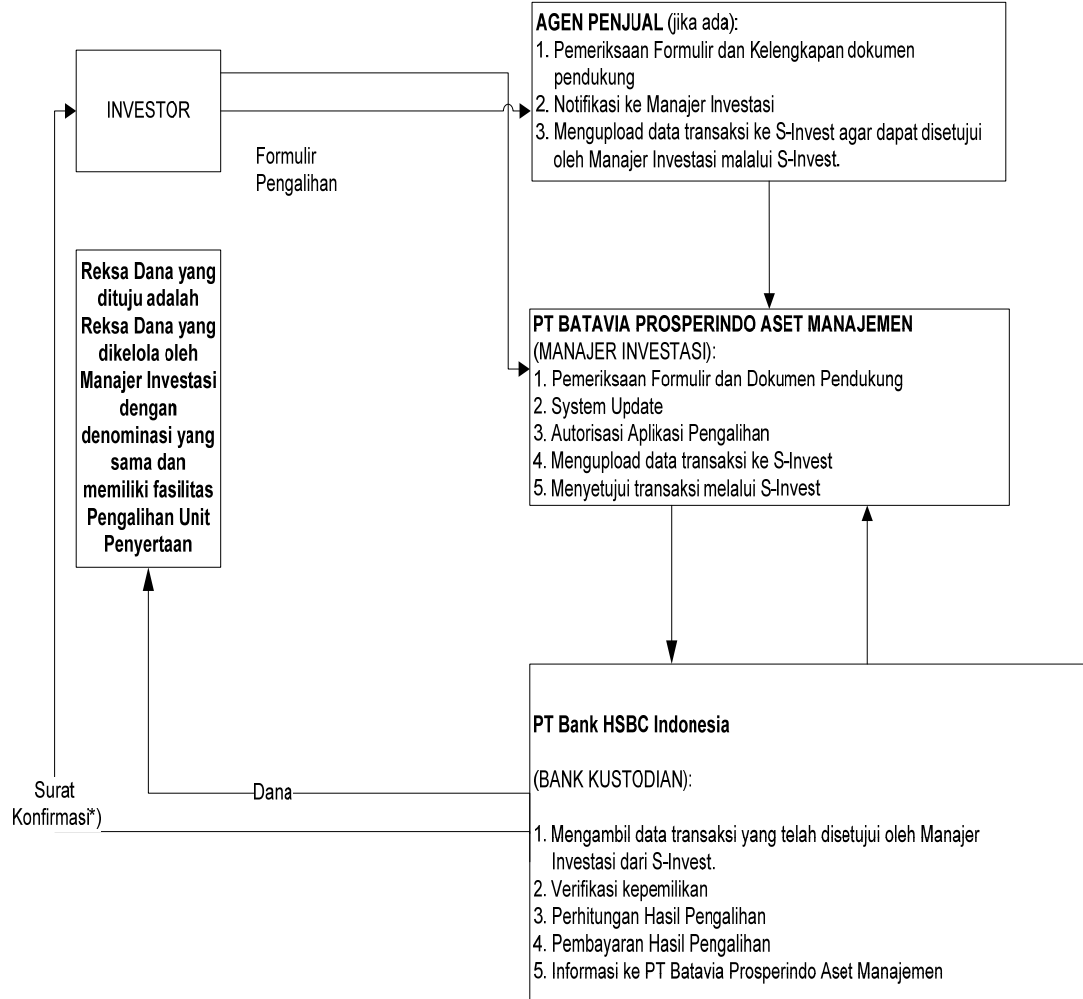 INVESTOR
Formulir
Pengalihan
AGEN PENJUAL (jika ada):
1. Pemeriksaan Formulir dan Kelengkapan dokumen
pendukung
2. Notifikasi ke Manajer Investasi
3. Mengupload data transaksi ke S-Invest agar dapat disetujui
oleh Manajer Investasi malalui S-Invest.
Reksa Dana yang
dituju adalah
Reksa Dana yang
dikelola oleh
Manajer Investasi
dengan
denominasi yang
sama dan
memiliki fasilitas
Pengalihan Unit
Penyertaan
PT BATAVIA PROSPERINDO ASET MANAJEMEN
(MANAJER INVESTASI):
1. Pemeriksaan Formulir dan Dokumen Pendukung
2. System Update
3. Autorisasi Aplikasi Pengalihan
4. Mengupload data transaksi ke S-Invest
5. Menyetujui transaksi melalui S-Invest
Surat
Konfirmasi*)
Dana
PT Bank HSBC Indonesia
(BANK KUSTODIAN):
1. Mengambil data transaksi yang telah disetujui oleh Manajer
Investasi dari S-Invest.
2. Verifikasi kepemilikan
3. Perhitungan Hasil Pengalihan
4. Pembayaran Hasil Pengalihan
5. Informasi ke PT Batavia Prosperindo Aset Manajemen